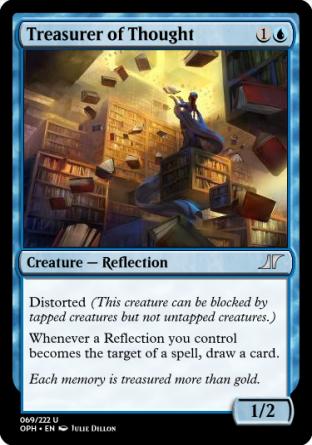 Treasurer of Thought 1
Creature — Reflection
Distorted (This creature can be blocked by
tapped creatures but not untapped creatures.)
Whenever a Reflection you control
becomes the target of a spell, draw a card.
Each memory is treasured more than gold.
1/2
069/222 U
OPH • EN Julie Dillon